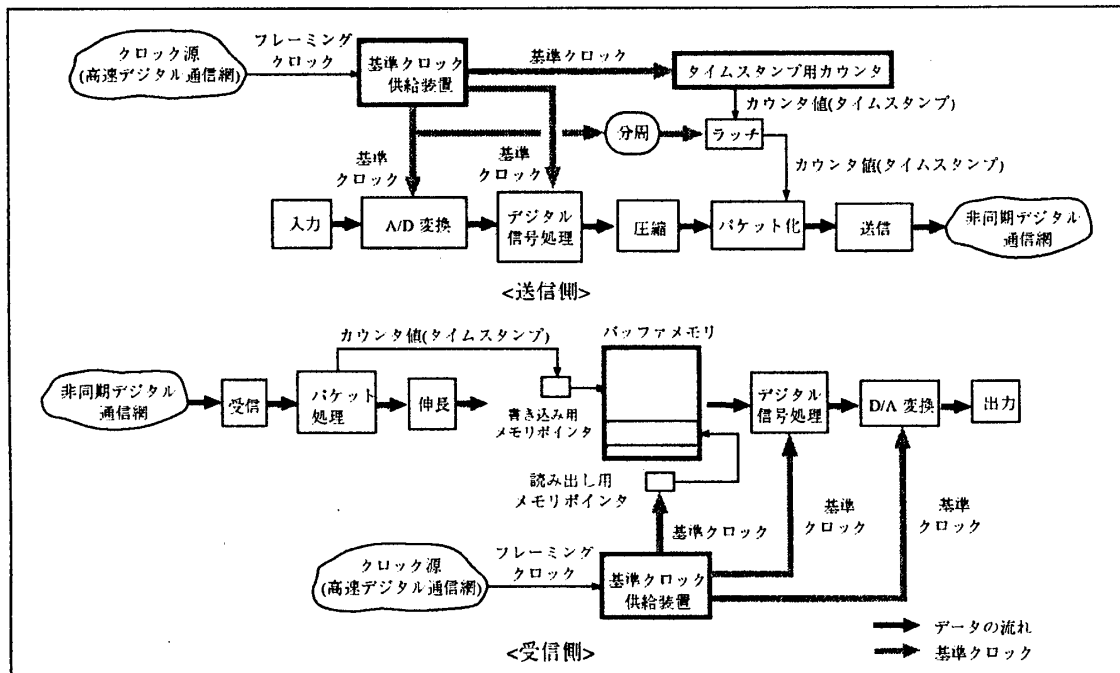 クロック源
(高速デジタル通信網)
フレーミング
クロック
基準クロック
供給装置
基準クロック
タイムスタンプ用カウンタ
カウンタ値(タイムスタンプ)
分周
ラッチ
基準
クロック
基準
クロック
カウンタ値(タイムスタンプ)
入力
A/D 変換
デジタル
信号処理
圧縮
パケット化
送信
非同期デジタル
通信網
<送信側>
カウンタ値(タイムスタンプ)
バッファメモリ
非同期デジタル
通信網
受信
パケット
処理
伸長
書き込み用
メモリポインタ
デジタル
信号処理
D/A 変換
出力
読み出し用
メモリポインタ
基準クロック
基準
クロック
基準
クロック
クロック源
(高速デジタル通信網)
フレーミング
クロック
基準クロック
供給装置
データの流れ
基準クロック
<受信側>